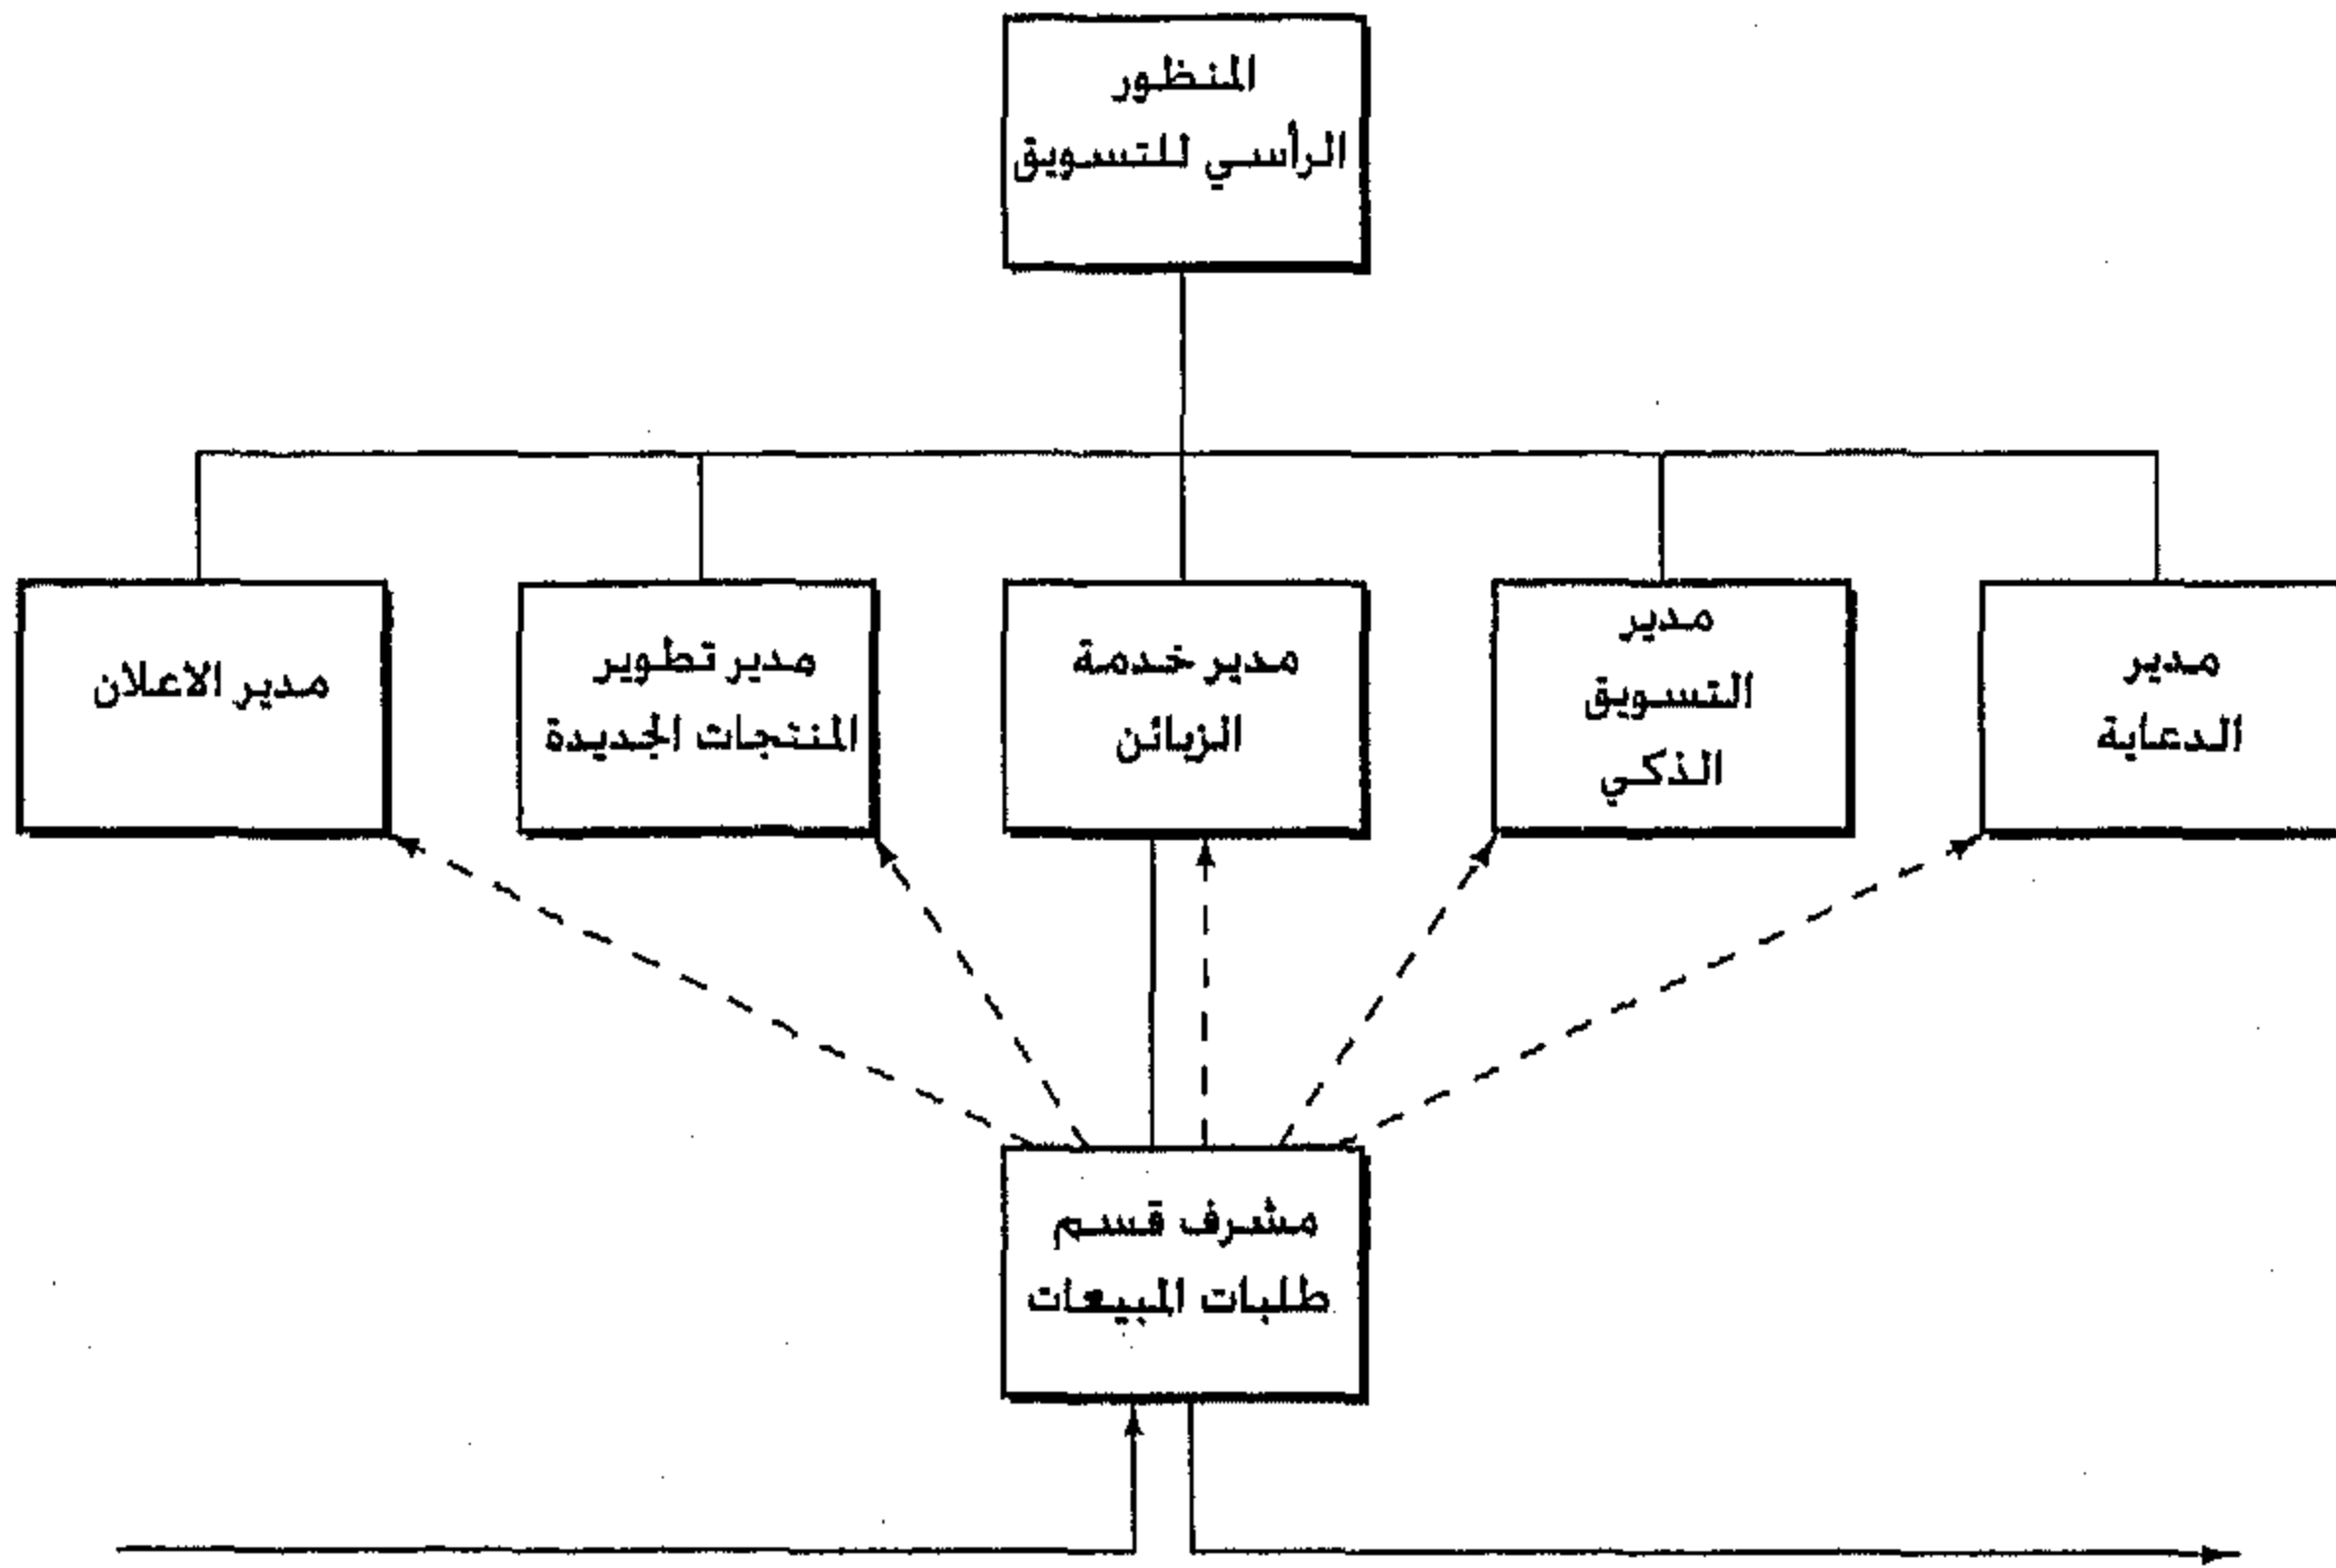 المنظور
الرأسي للتسويق
مدير
الدعاية
مدير
التسويق
الذكي
مدير خدمة
الزبائن
مدير تطوير
المنتجات الجديدة
مدير الاعلان
مشرف قسم
طلبات المبيعات